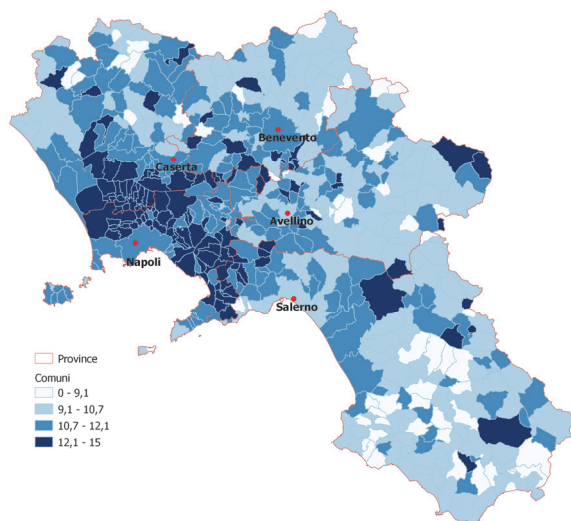 Benevento
Caserta
Avellino
Napoli
Salerno
Province
Comuni
0 - 9,1
9,1 - 10,7
10,7 - 12,1
12,1 - 15